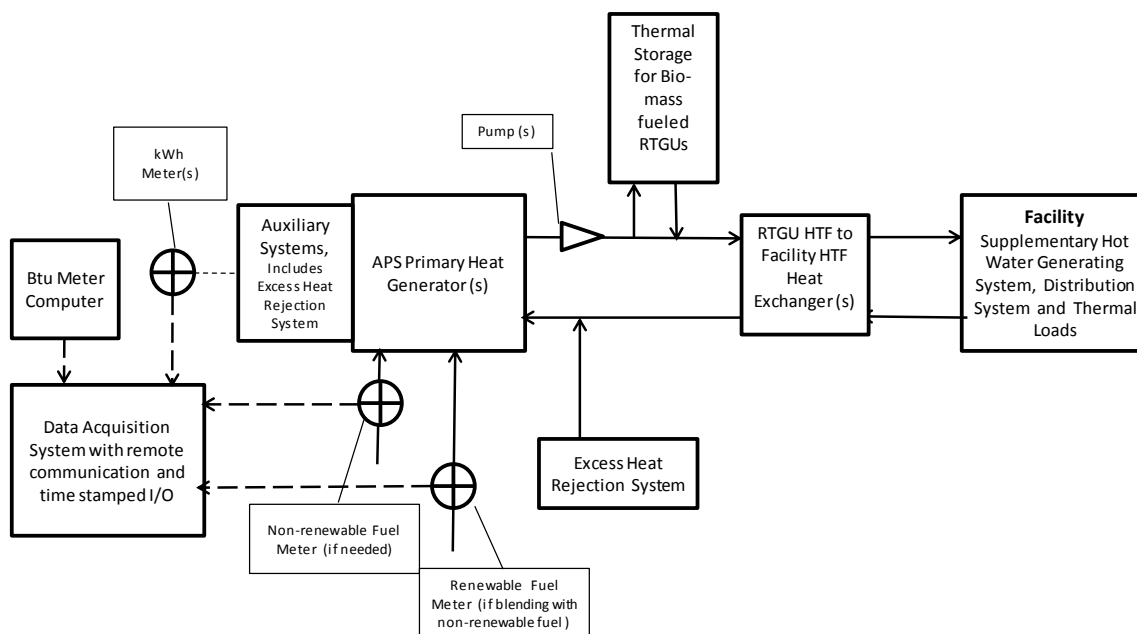 Thermal
Storage
for Bio-
mass
fueled
RTGUs
Pump (s)
kWh
Meter(s)
Auxiliary
Systems,
Includes
Excess Heat
Rejection
System
APS Primary Heat
Generator (s)
RTGU HTF to
Facility HTF
Heat
Exchanger (s)
Facility
Supplementary Hot
Water Generating
System, Distribution
System and Thermal
Loads
Btu Meter
Computer
Data Acquisition
System with remote
communication and
time stamped I/O
Excess Heat
Rejection System
Non-renewable Fuel
Meter (if needed)
Renewable Fuel
Meter (if blending with
non-renewable fuel )